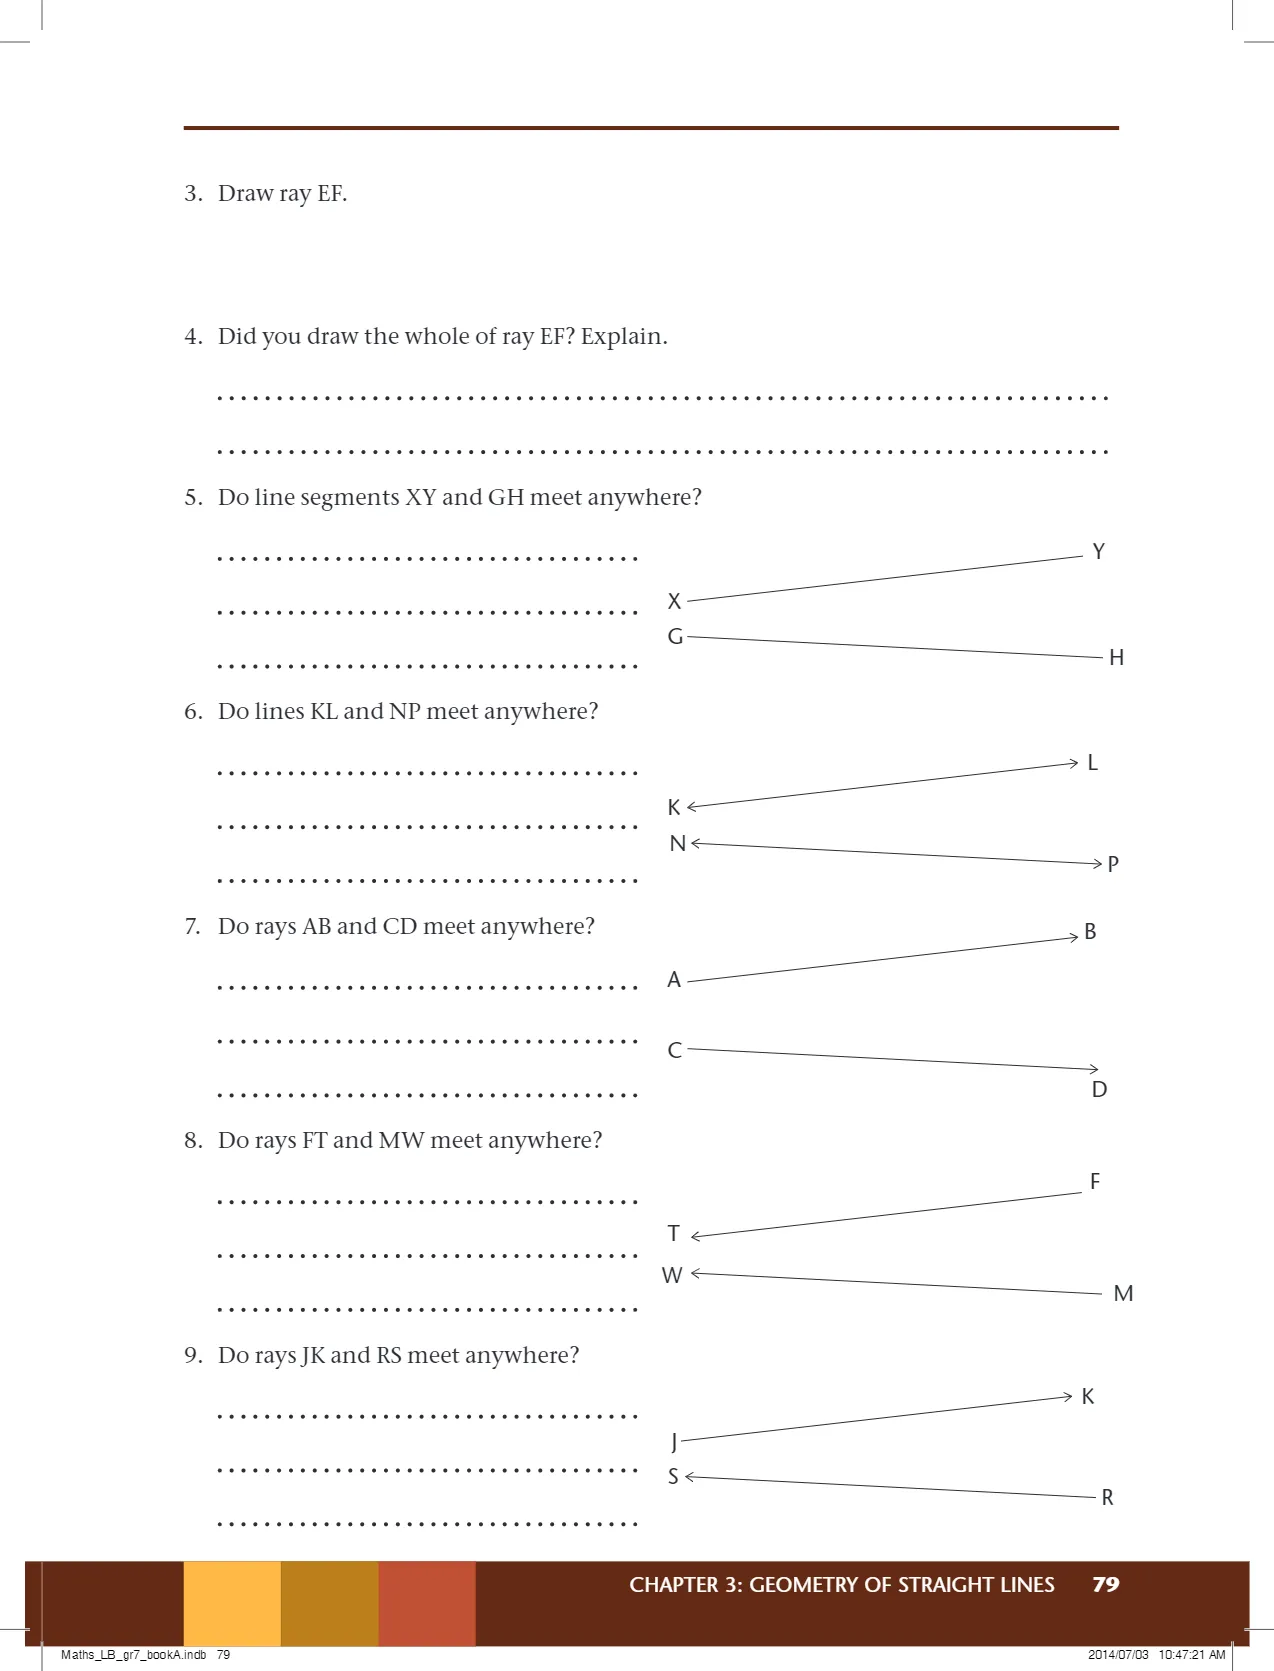 3. Draw ray EF.
4. Did you draw the whole of ray EF? Explain.
5. Do line segments XY and GH meet anywhere?
Y
X
G
H
6. Do lines KL and NP meet anywhere?
L
K
N
P
7. Do rays AB and CD meet anywhere?
B
A
C
D
8. Do rays FT and MW meet anywhere?
F
T
W
M
9. Do rays JK and RS meet anywhere?
K
J
S
R
CHAPTER 3: GEOMETRY OF STRAIGHT LINES 79
Maths_LB_gr7_bookA.indb 79 2014/07/03 10:47:21 AM